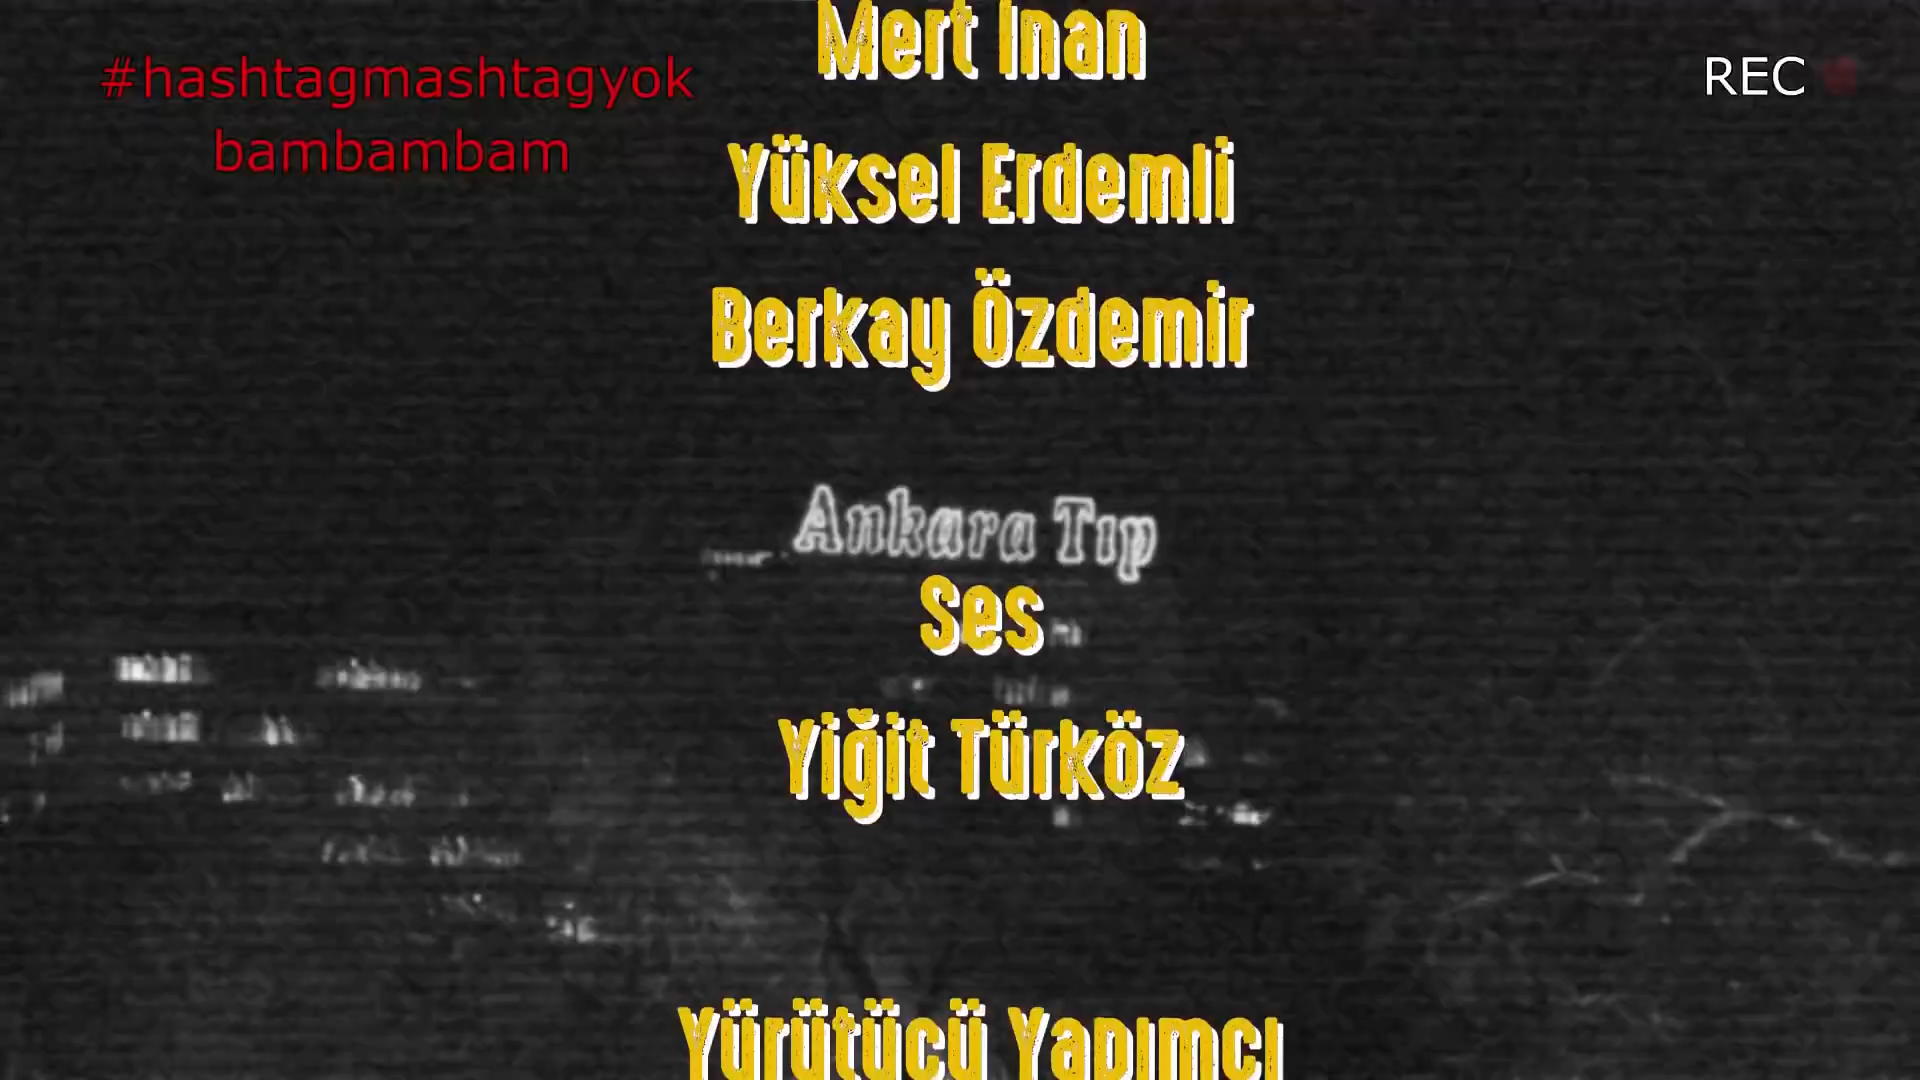 Mert İnan
#hashtagmashtagyok
bambambam
REC
Yüksel Erdemli
Berkay Özdemir
Ankara Tıp
Ses
Yiğit Türköz
Yürütücü Yapımcı